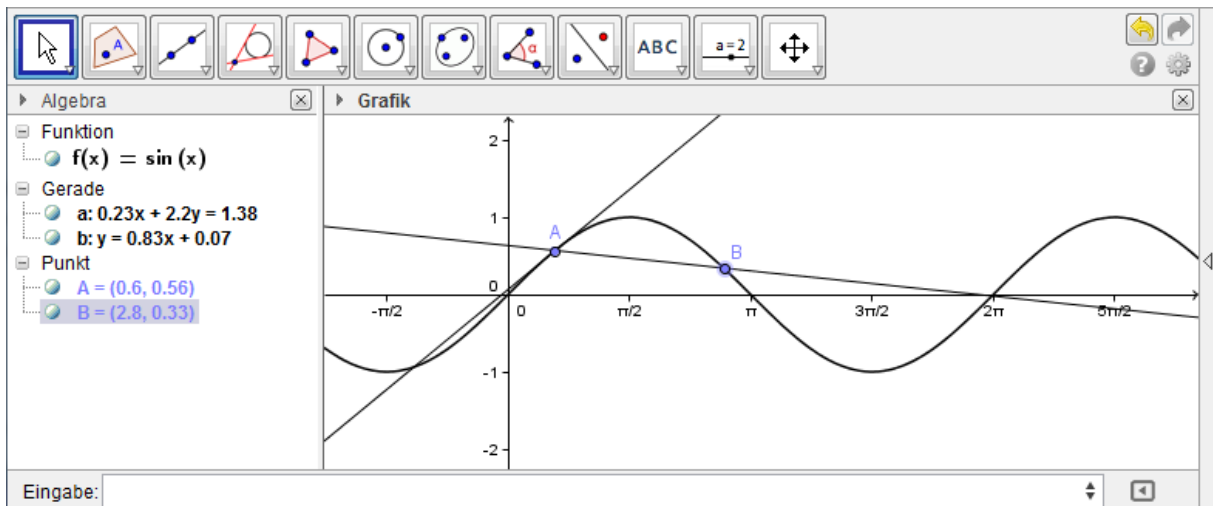 A
α
ABC
a=2
Algebra
Grafik
Funktion
f(x) = sin (x)
Gerade
a: 0.23x + 2.2y = 1.38
b: y = 0.83x + 0.07
Punkt
A = (0.6, 0.56)
B = (2.8, 0.33)
2
1
0
-1
-2
-π/2
0
π/2
π
3π/2
2π
5π/2
A
B
Eingabe: